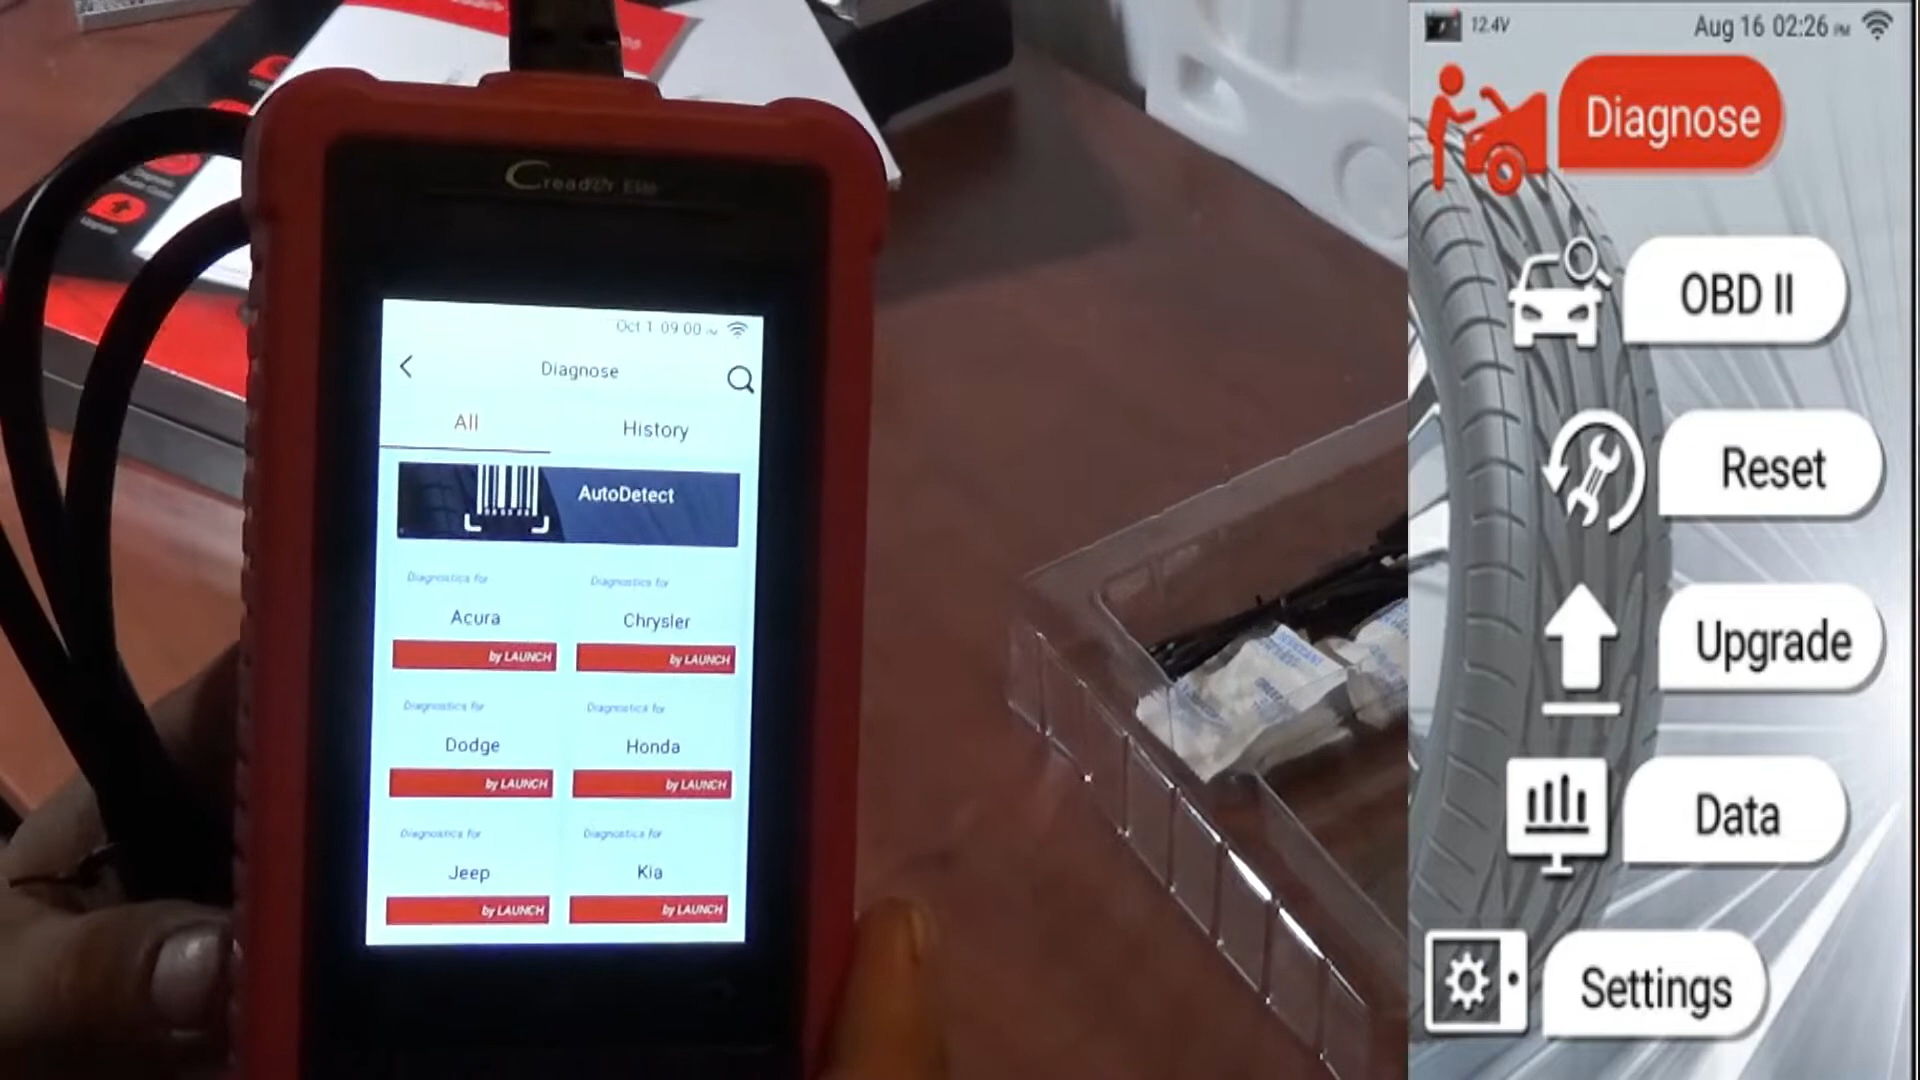 Oct 1 09:00
Diagnose
All
History
AutoDetect
Diagnostics for
Acura
by LAUNCH
Diagnostics for
Chrysler
by LAUNCH
Diagnostics for
Dodge
by LAUNCH
Diagnostics for
Honda
by LAUNCH
Diagnostics for
Jeep
by LAUNCH
Diagnostics for
Kia
by LAUNCH
12.4V
Aug 16 02:26 PM
Diagnose
OBD II
Reset
Upgrade
Data
Settings